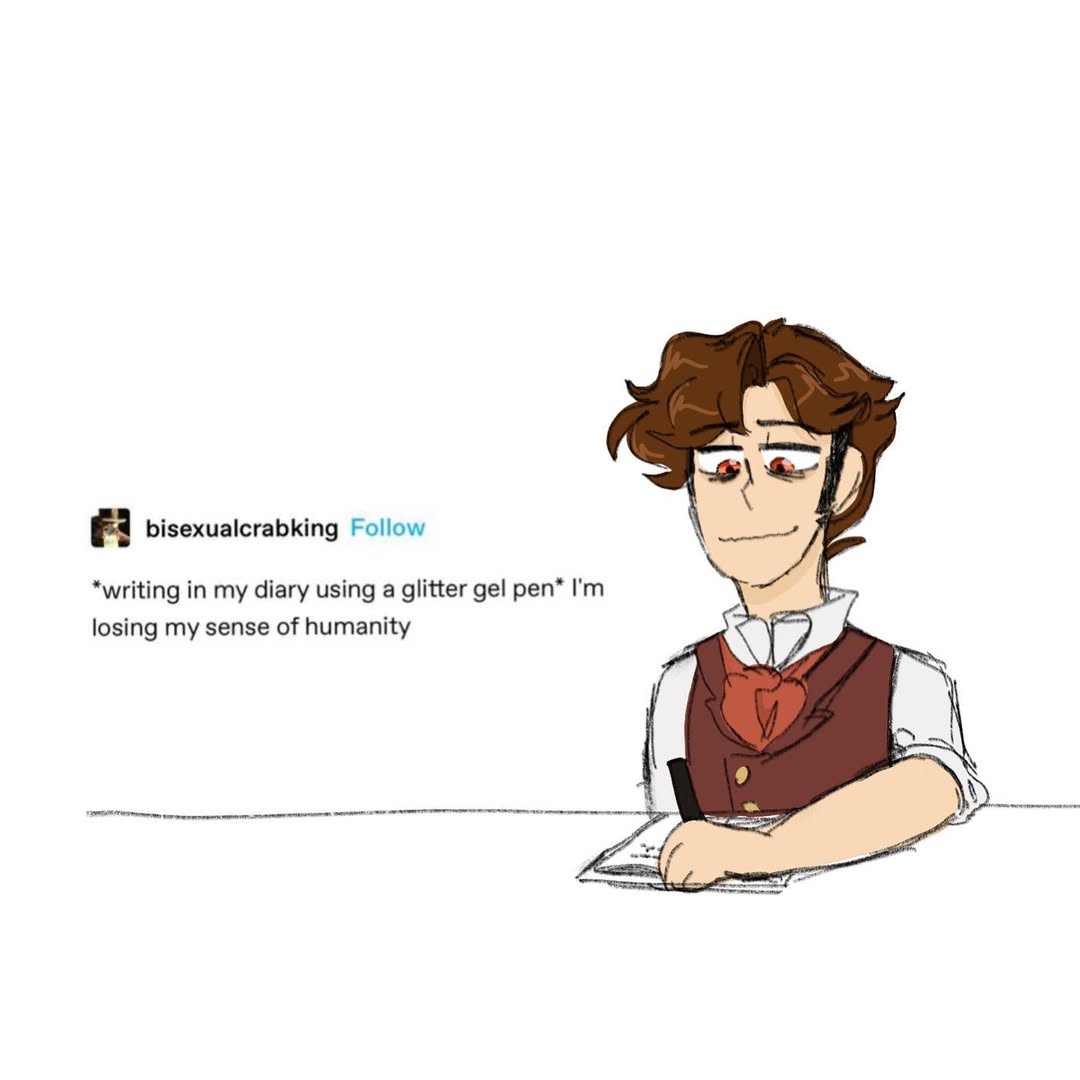 bisexualcrabking Follow
*writing in my diary using a glitter gel pen* I'm
losing my sense of humanity